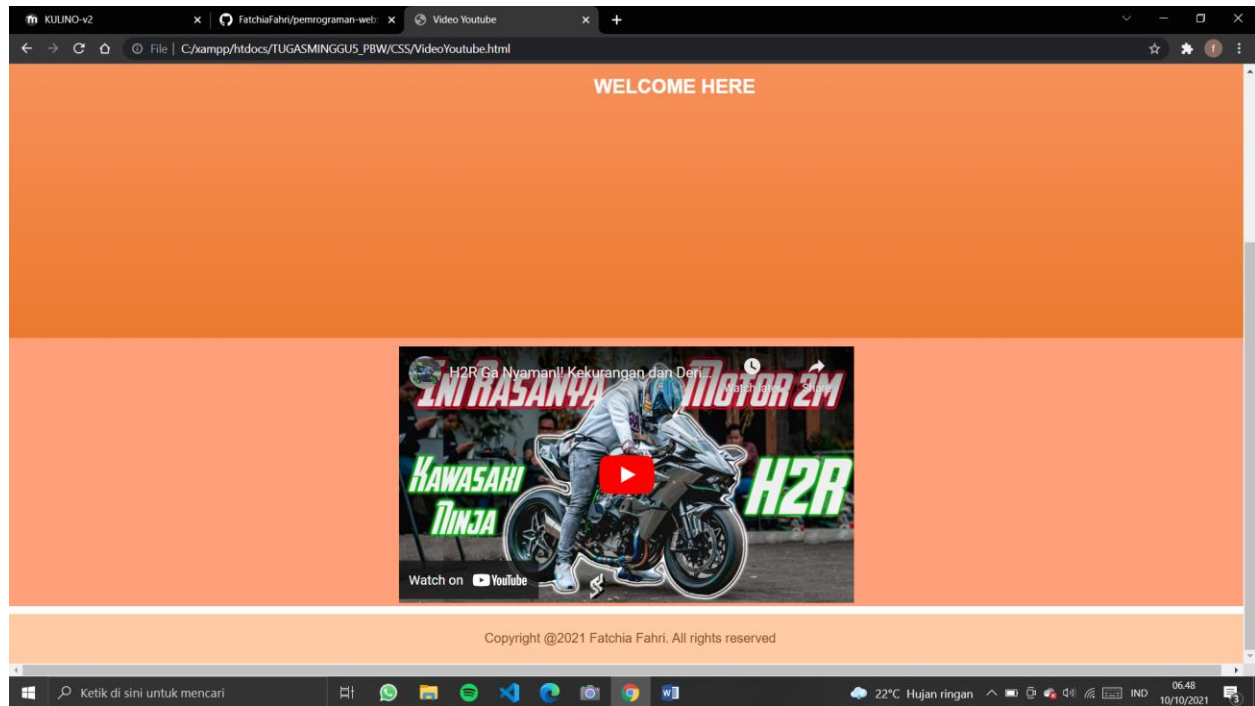 KULINO-v2
FatchiaFahri/pemrograman-web
Video Youtube
File | C:/xampp/htdocs/TUGASMINGGU5_PBW/CSS/VideoYoutube.html
f
WELCOME HERE
H2R Ga Nyaman!! Kekurangan dan Deri...
Watch later
Share
INI RASANYA MOTOR 2M
KAWASAKI
NINJA
H2R
Watch on YouTube
Copyright @2021 Fatchia Fahri. All rights reserved
Ketik di sini untuk mencari
22°C Hujan ringan
IND
06.48
10/10/2021
3